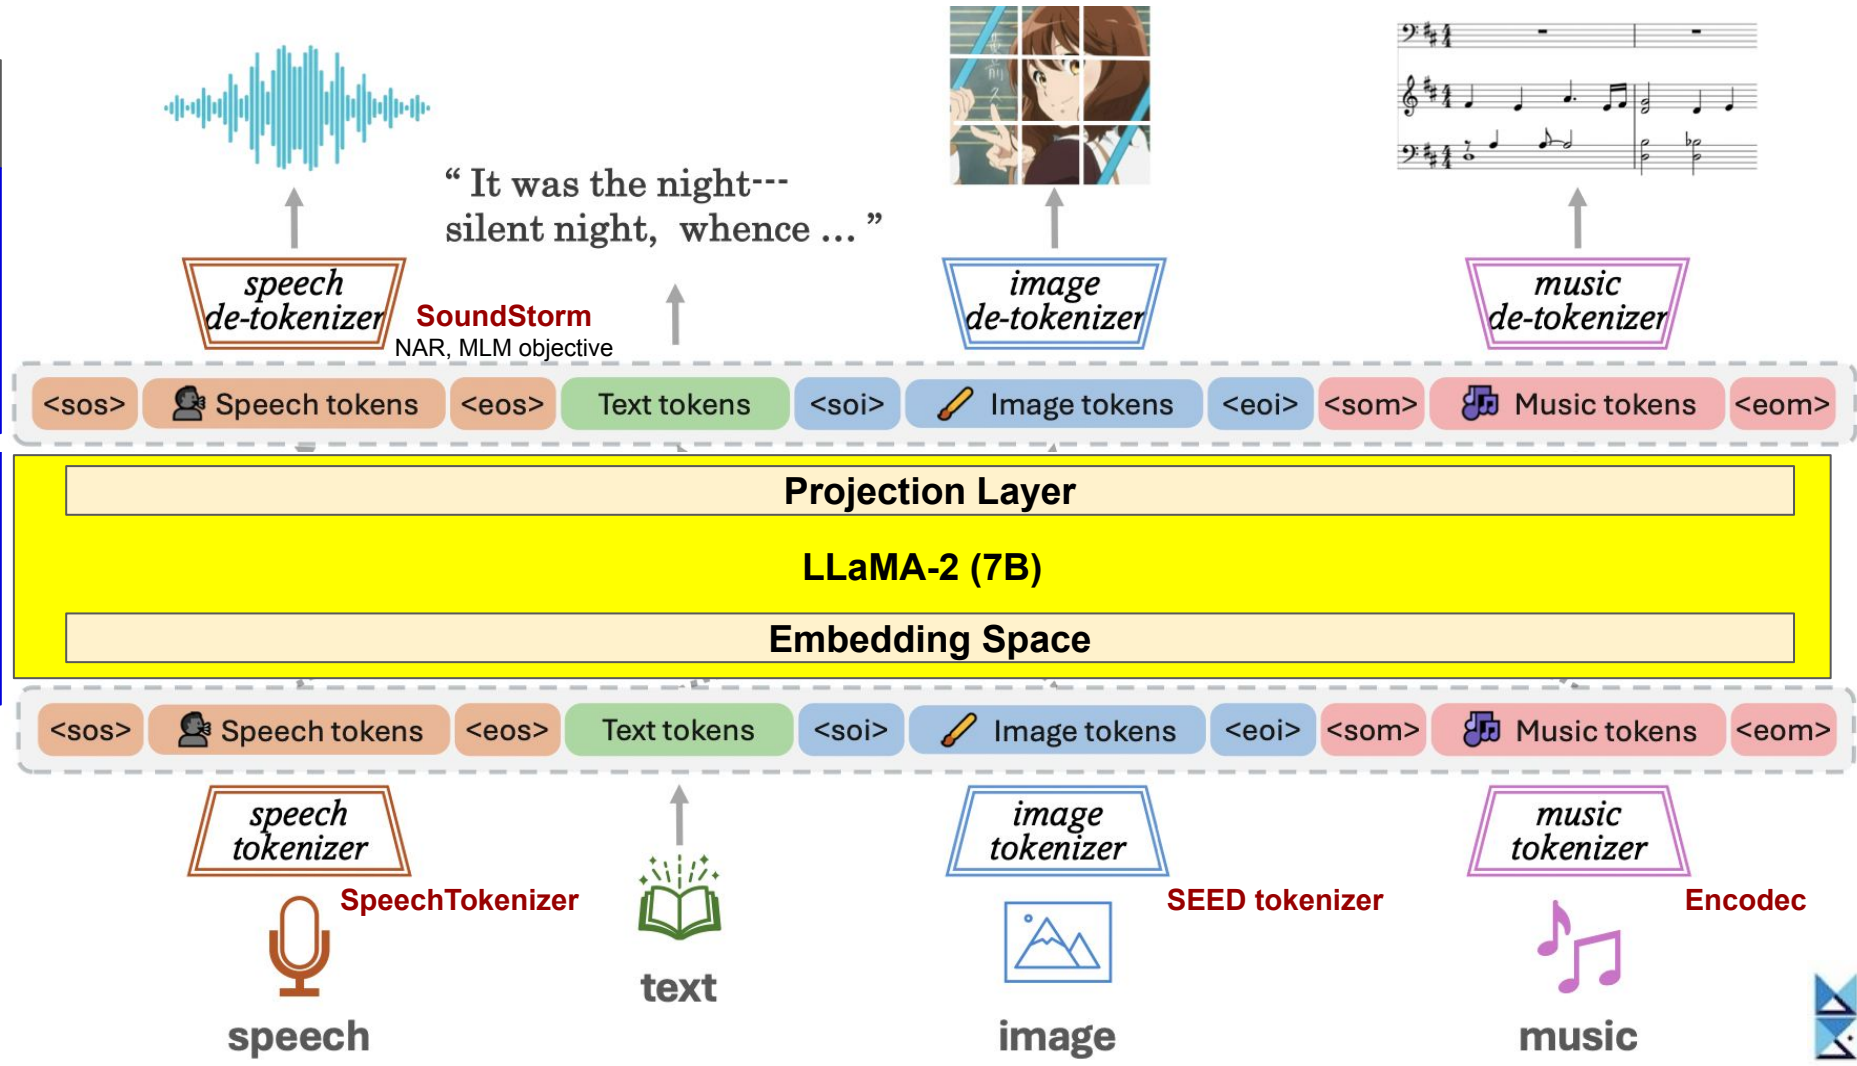 “ It was the night---
silent night, whence ... ”
speech
de-tokenizer
SoundStorm
NAR, MLM objective
image
de-tokenizer
music
de-tokenizer
<sos> Speech tokens <eos> Text tokens <soi> Image tokens <eoi> <som> Music tokens <eom>
Projection Layer
LLaMA-2 (7B)
Embedding Space
<sos> Speech tokens <eos> Text tokens <soi> Image tokens <eoi> <som> Music tokens <eom>
speech
tokenizer
SpeechTokenizer
image
tokenizer
SEED tokenizer
music
tokenizer
Encodec
speech
text
image
music